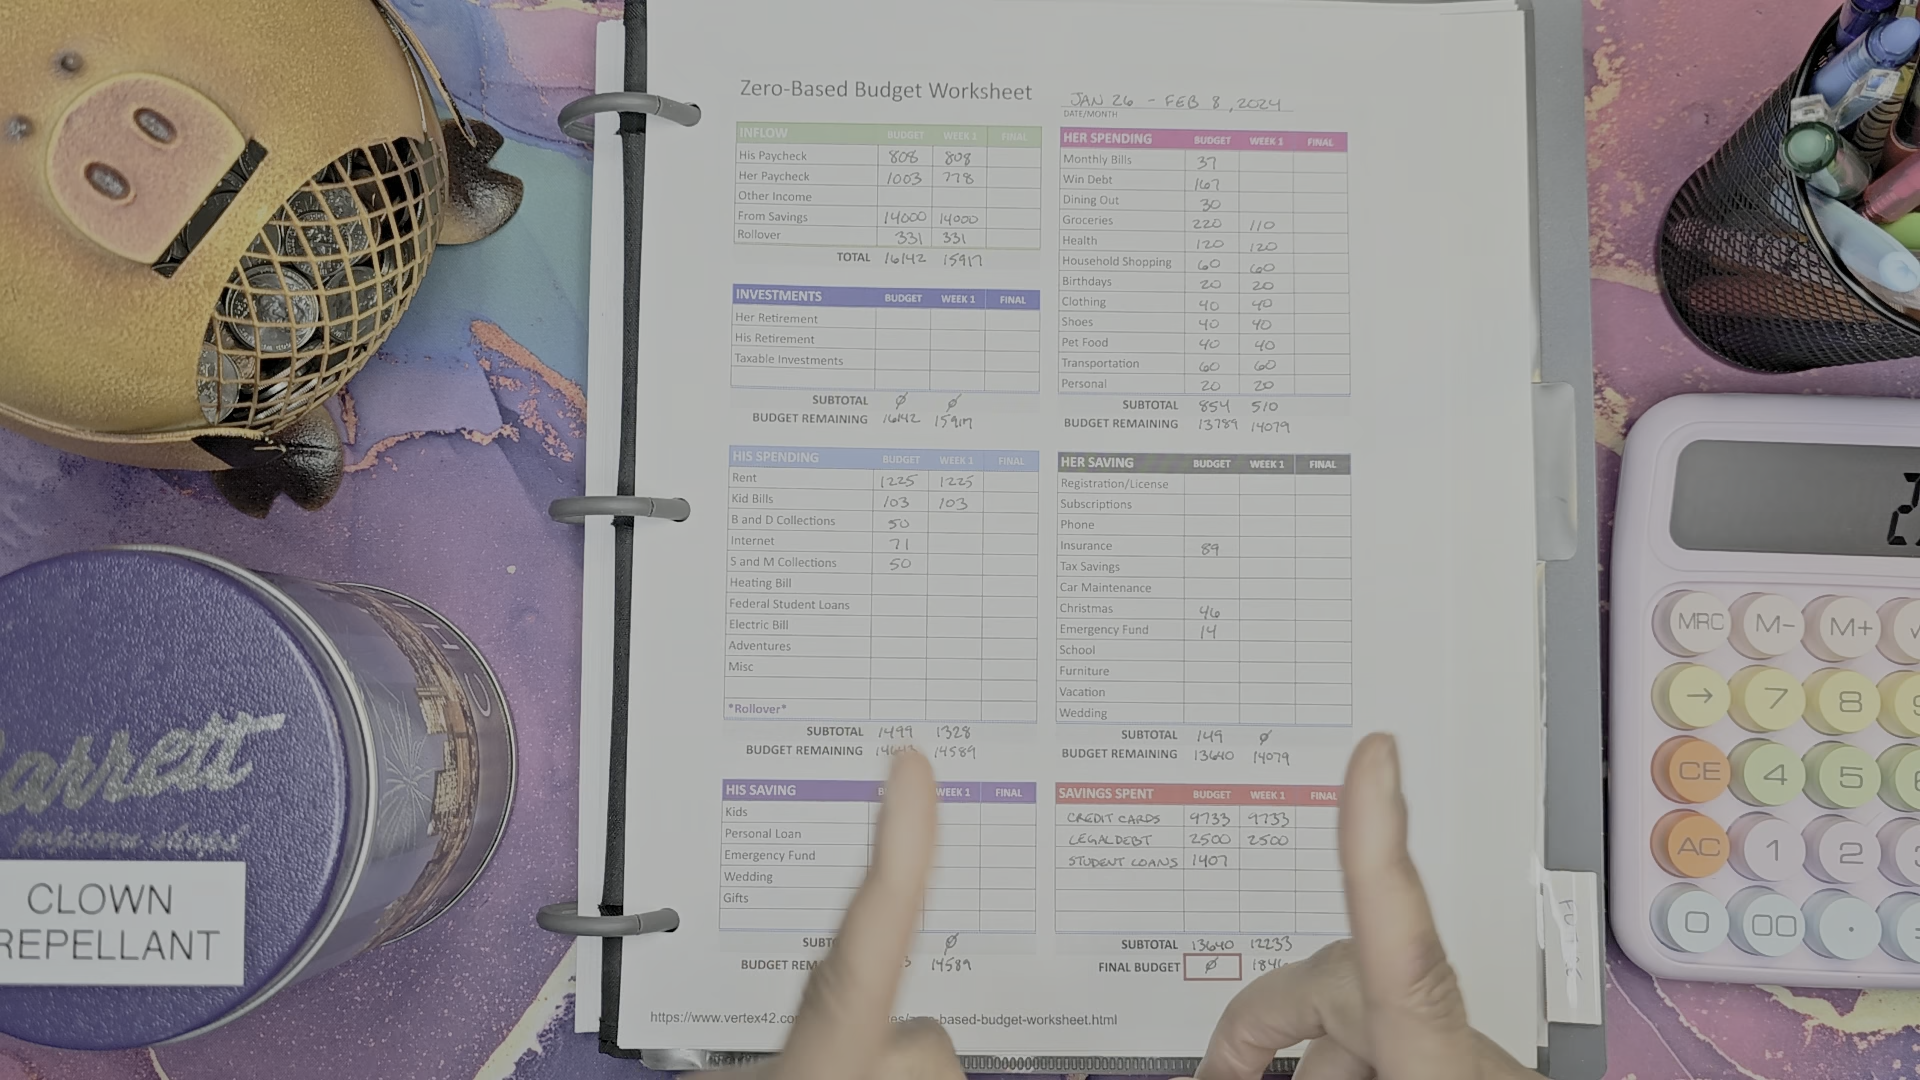 Zero-Based Budget Worksheet
JAN 26 - FEB 8, 2024
DATE/MONTH
INFLOW BUDGET WEEK 1 FINAL
His Paycheck 808 808
Her Paycheck 1003 778
Other Income
From Savings 14000 14000
Rollover 331 331
TOTAL 16142 15917
INVESTMENTS BUDGET WEEK 1 FINAL
Her Retirement
His Retirement
Taxable Investments
SUBTOTAL Ø Ø
BUDGET REMAINING 16142 15917
HIS SPENDING BUDGET WEEK 1 FINAL
Rent 1225 1225
Kid Bills 103 103
B and D Collections 50
Internet 71
S and M Collections 50
Heating Bill
Federal Student Loans
Electric Bill
Adventures
Misc
*Rollover*
SUBTOTAL 1499 1328
BUDGET REMAINING 14643 14589
HIS SAVING WEEK 1 FINAL
Kids
Personal Loan
Emergency Fund
Wedding
Gifts
Ø
14589
HER SPENDING BUDGET WEEK 1 FINAL
Monthly Bills 37
Win Debt 167
Dining Out 30
Groceries 220 110
Health 120 120
Household Shopping 60 60
Birthdays 20 20
Clothing 40 40
Shoes 40 40
Pet Food 40 40
Transportation 60 60
Personal 20 20
SUBTOTAL 854 510
BUDGET REMAINING 13789 14079
HER SAVING BUDGET WEEK 1 FINAL
Registration/License
Subscriptions
Phone
Insurance 89
Tax Savings
Car Maintenance
Christmas 46
Emergency Fund 14
School
Furniture
Vacation
Wedding
SUBTOTAL 149 Ø
BUDGET REMAINING 13640 14079
SAVINGS SPENT BUDGET WEEK 1 FINAL
CREDIT CARDS 9733 9733
LEGAL DEBT 2500 2500
STUDENT LOANS 1407
SUBTOTAL 13640 12233
FINAL BUDGET Ø 1846
https://www.vertex42.co
-based-budget-worksheet.html
CLOWN
REPELLANT
MRC M- M+
→ 7 8
CE 4 5
AC 1 2
0 00 .